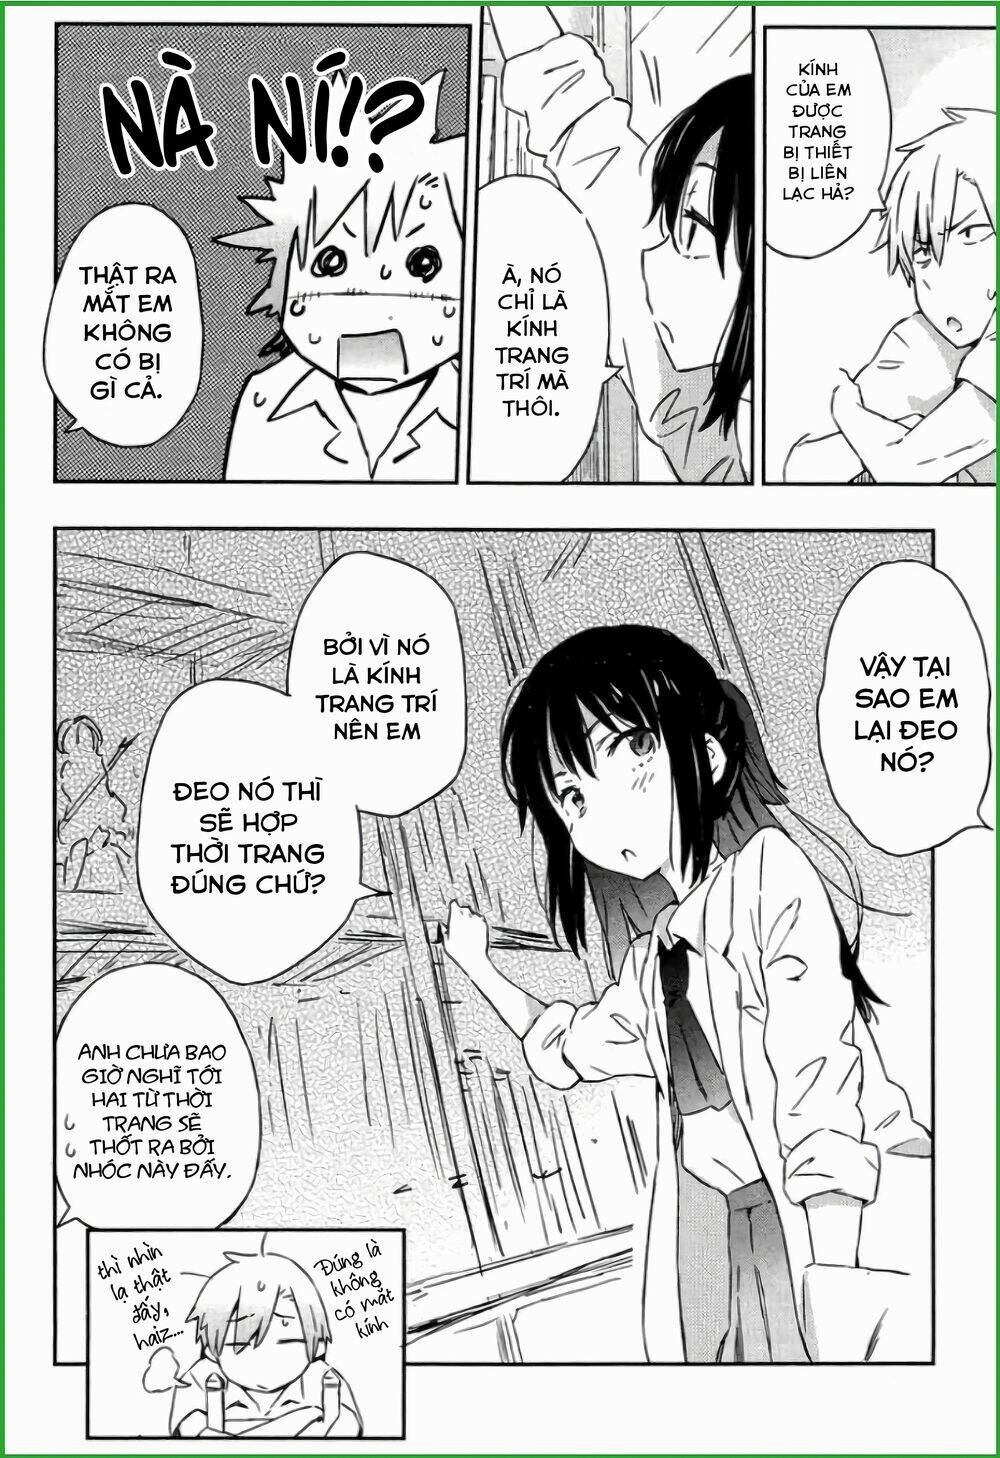 KÍNH
CỦA EM
ĐƯỢC
TRANG
BỊ THIẾT
BỊ LIÊN
LẠC HẢ?
À, NÓ
CHỈ LÀ
KÍNH
TRANG
TRÍ MÀ
THÔI.
NÀ NÍ!?
THẬT RA
MẮT EM
KHÔNG
CÓ BỊ
GÌ CẢ.
VẬY TẠI
SAO EM
LẠI ĐEO
NÓ?
BỞI VÌ NÓ
LÀ KÍNH
TRANG TRÍ
NÊN EM
ĐEO NÓ THÌ
SẼ HỢP
THỜI TRANG
ĐÚNG CHỨ?
ANH CHƯA BAO
GIỜ NGHĨ TỚI
HAI TỪ THỜI
TRANG SẼ
THỐT RA BỞI
NHÓC NÀY ĐẤY.
Đúng là
không
có mắt
kính
thì nhìn
lạ thật
đấy,
haiz...